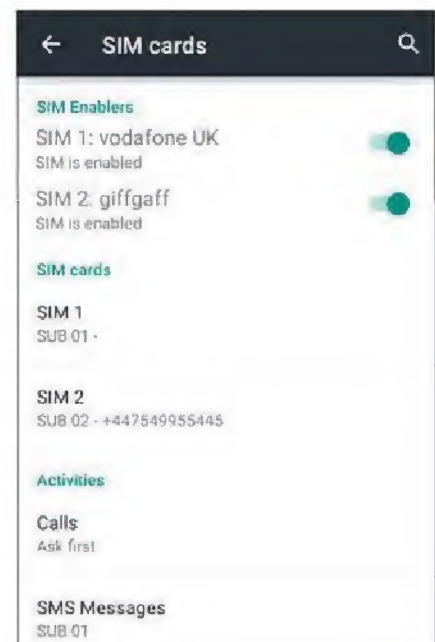 SIM cards
SIM Enablers
SIM 1: vodafone UK
SIM is enabled
SIM 2: giffgaff
SIM is enabled
SIM cards
SIM 1
SUB 01 -
SIM 2
SUB 02 - +447549955445
Activities
Calls
Ask first
SMS Messages
SUB 01